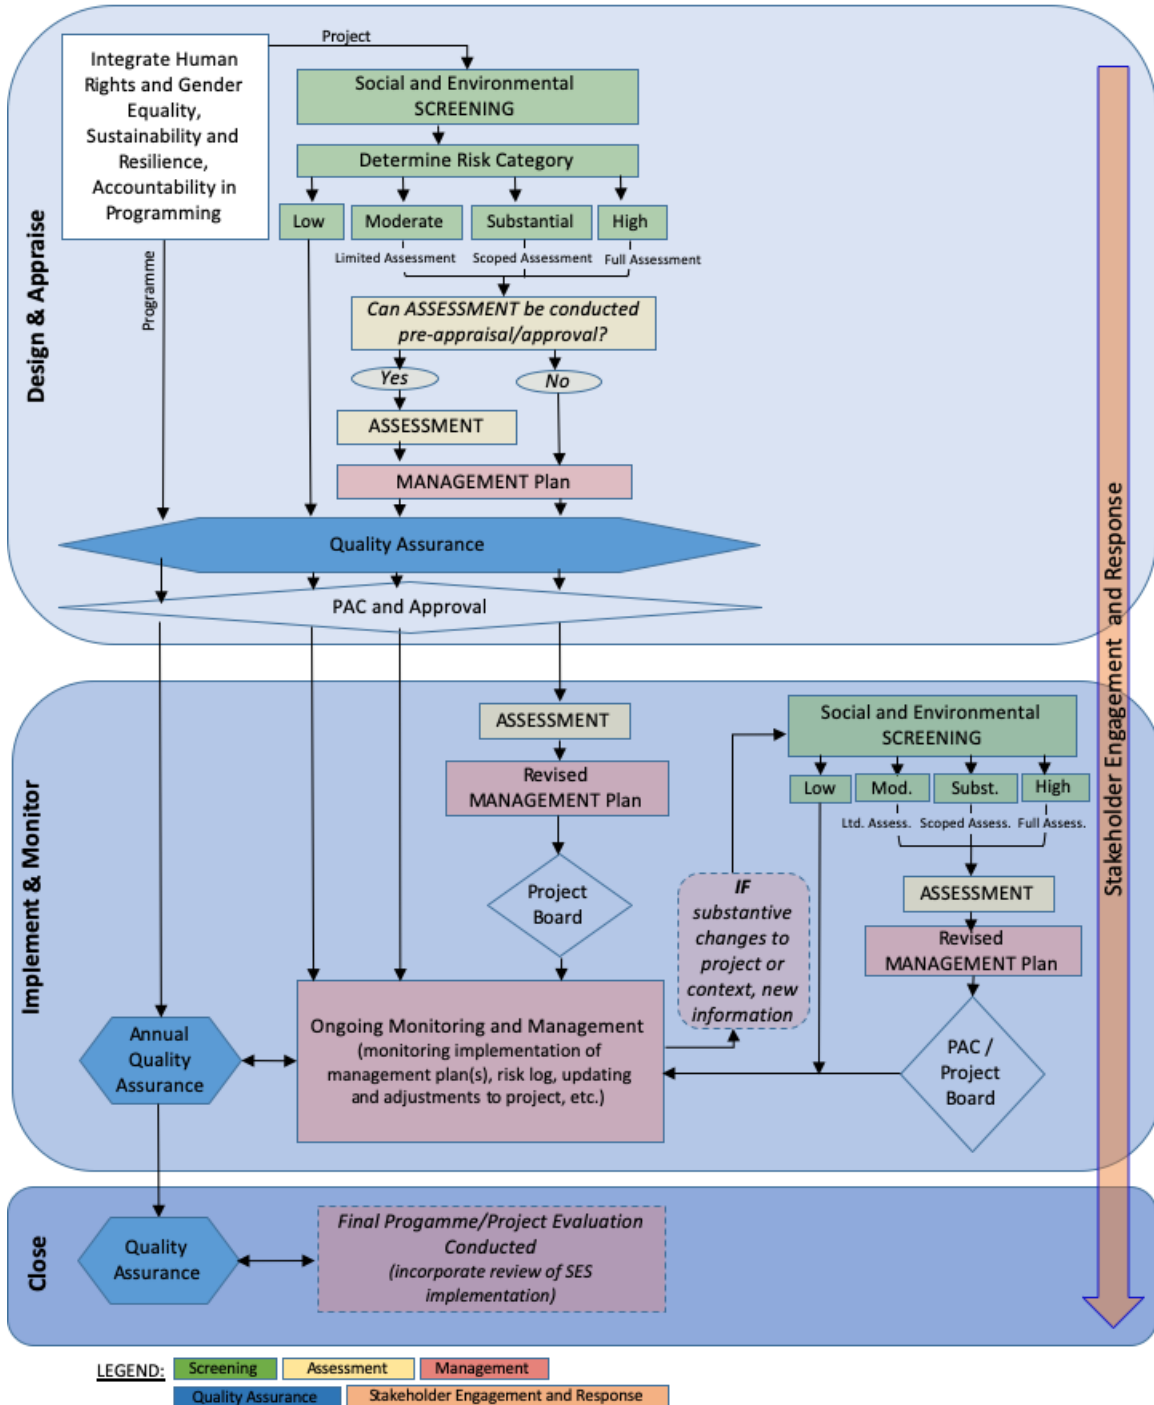 Project
Integrate Human
Rights and Gender
Equality,
Sustainability and
Resilience,
Accountability in
Programming
Social and Environmental
SCREENING
Determine Risk Category
Low
Moderate
Substantial
High
Limited Assessment
Scoped Assessment
Full Assessment
Programme
Design & Appraise
Can ASSESSMENT be conducted
pre-appraisal/approval?
Yes
No
ASSESSMENT
MANAGEMENT Plan
Quality Assurance
PAC and Approval
Stakeholder Engagement and Response
Implement & Monitor
ASSESSMENT
Revised
MANAGEMENT Plan
Project
Board
Social and Environmental
SCREENING
Low
Mod.
Subst.
High
Ltd. Assess.
Scoped Assess.
Full Assess.
ASSESSMENT
Revised
MANAGEMENT Plan
PAC /
Project
Board
IF
substantive
changes to
project or
context, new
information
Annual
Quality
Assurance
Ongoing Monitoring and Management
(monitoring implementation of
management plan(s), risk log, updating
and adjustments to project, etc.)
Close
Quality
Assurance
Final Progamme/Project Evaluation
Conducted
(incorporate review of SES
implementation)
LEGEND:
Screening
Assessment
Management
Quality Assurance
Stakeholder Engagement and Response